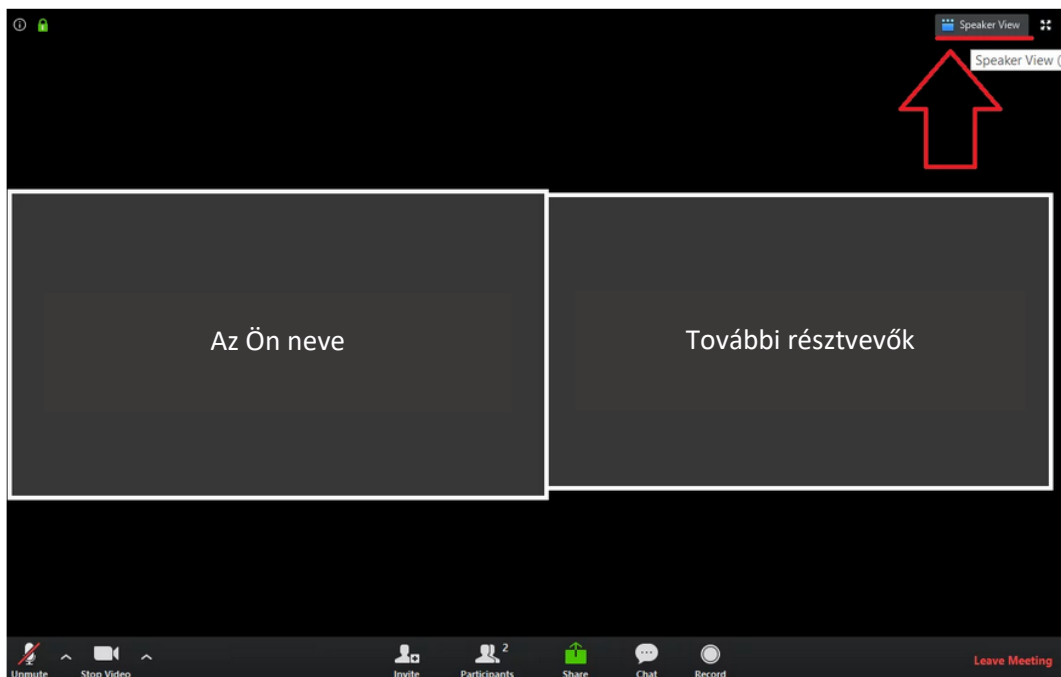 Speaker View
Speaker View (
Az Ön neve
További résztvevők
2
Unmute
Stop Video
Invite
Participants
Share
Chat
Record
Leave Meeting